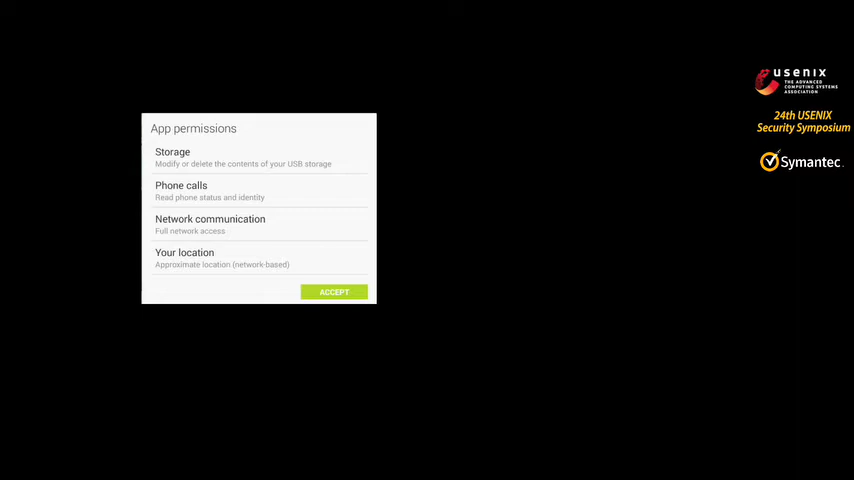 App permissions
Storage
Modify or delete the contents of your USB storage
Phone calls
Read phone status and identity
Network communication
Full network access
Your location
Approximate location (network-based)
ACCEPT
usenix
THE ADVANCED
COMPUTING SYSTEMS
ASSOCIATION
24th USENIX
Security Symposium
Symantec.